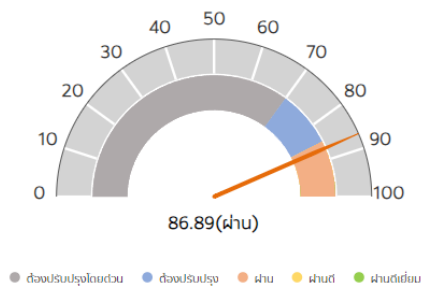 50
40
60
30
70
20
80
10
90
0
100
86.89(ผ่าน)
ต้องปรับปรุงโดยด่วน
ต้องปรับปรุง
ผ่าน
ผ่านดี
ผ่านดีเยี่ยม